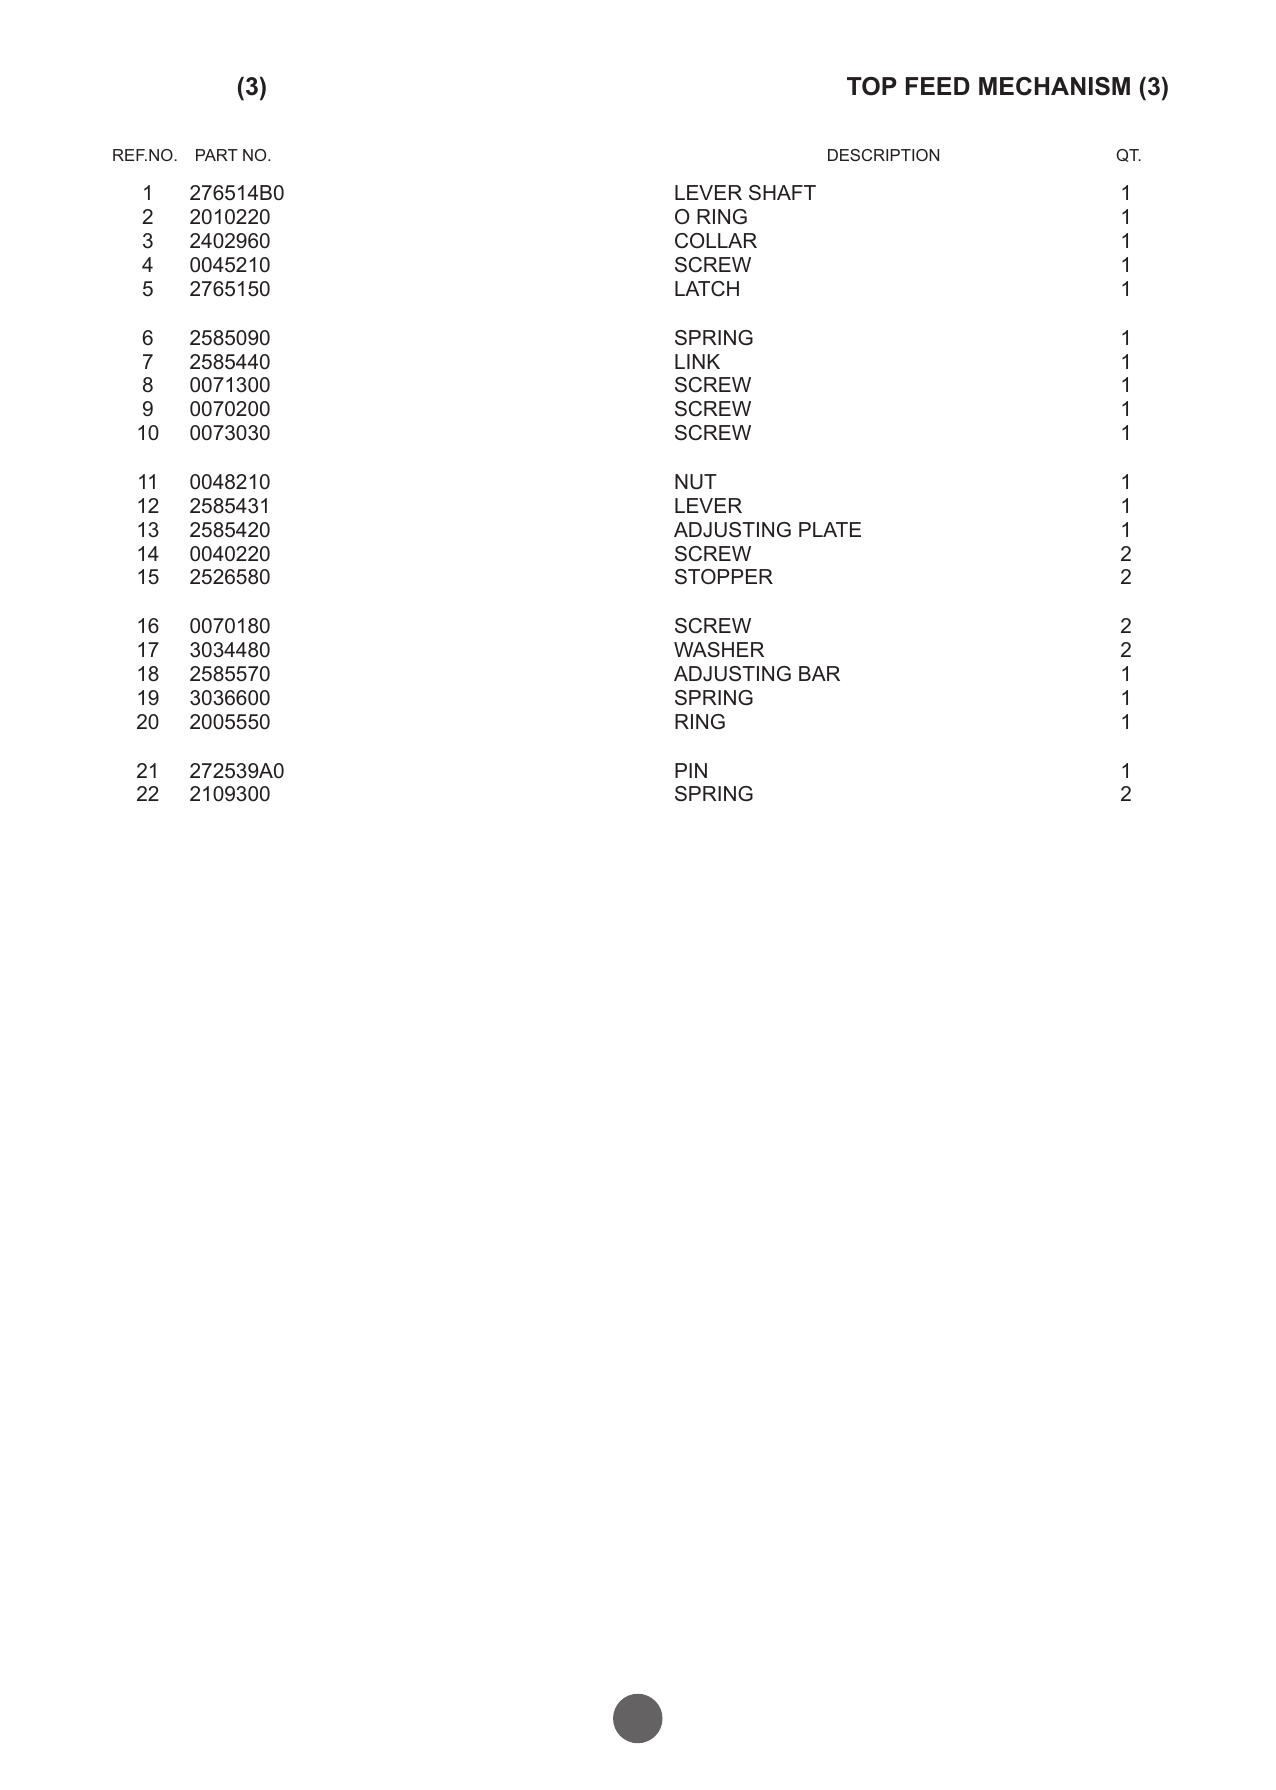 (3) TOP FEED MECHANISM (3)
REF.NO. PART NO. DESCRIPTION QT.
1 276514B0 LEVER SHAFT 1
2 2010220 O RING 1
3 2402960 COLLAR 1
4 0045210 SCREW 1
5 2765150 LATCH 1
6 2585090 SPRING 1
7 2585440 LINK 1
8 0071300 SCREW 1
9 0070200 SCREW 1
10 0073030 SCREW 1
11 0048210 NUT 1
12 2585431 LEVER 1
13 2585420 ADJUSTING PLATE 1
14 0040220 SCREW 2
15 2526580 STOPPER 2
16 0070180 SCREW 2
17 3034480 WASHER 2
18 2585570 ADJUSTING BAR 1
19 3036600 SPRING 1
20 2005550 RING 1
21 272539A0 PIN 1
22 2109300 SPRING 2